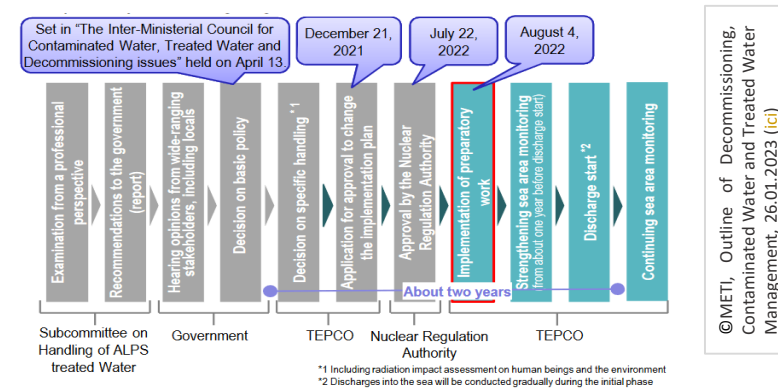 Set in “The Inter-Ministerial Council for
Contaminated Water, Treated Water and
Decommissioning issues” held on April 13.
December 21,
2021
July 22,
2022
August 4,
2022
Examination from a professional
perspective
Recommendations to the government
(report)
Hearing opinions from wide-ranging
stakeholders, including locals
Decision on basic policy
Decision on specific handling *1
Application for approval to change
the Implementation plan
Approval by the Nuclear
Regulation Authority
Implementation of preparatory
work
Strengthening sea area monitoring
(from about one year before discharge start)
Discharge start *2
Continuing sea area monitoring
About two years
Subcommittee on
Handling of ALPS
treated Water
Government
TEPCO
Nuclear Regulation
Authority
TEPCO
*1 Including radiation impact assessment on human beings and the environment
*2 Discharges into the sea will be conducted gradually during the initial phase
©METI, Outline of Decommissioning,
Contaminated Water and Treated Water
Management, 26.01.2023 (ici)